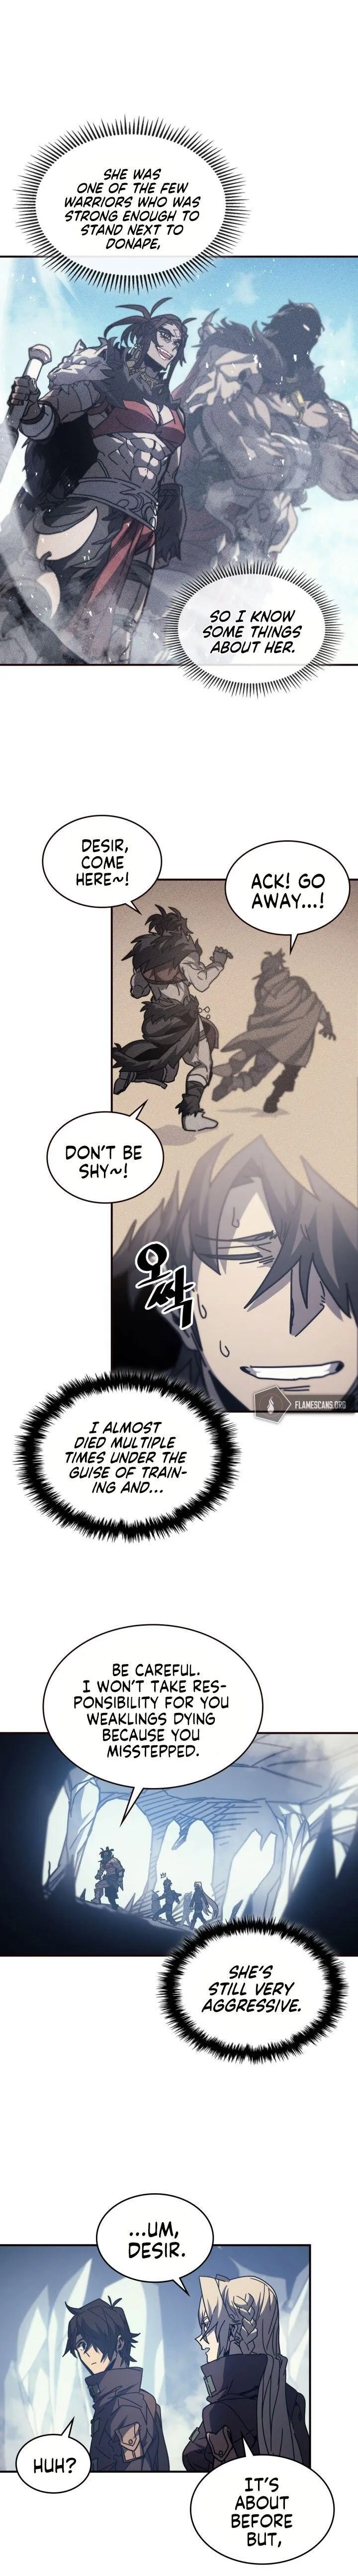 SHE WAS
ONE OF THE FEW
WARRIORS WHO WAS
STRONG ENOUGH TO
STAND NEXT TO
DONAPE,
SO I KNOW
SOME THINGS
ABOUT HER.
DESIR,
COME
HERE~!
ACK! GO
AWAY...!
DON'T BE
SHY~!
오싹
FLAMESCANS.ORG
I ALMOST
DIED MULTIPLE
TIMES UNDER THE
GUISE OF TRAIN-
ING AND...
BE CAREFUL.
I WON'T TAKE RES-
PONSIBILITY FOR YOU
WEAKLINGS DYING
BECAUSE YOU
MISSTEPPED.
SHE'S
STILL VERY
AGGRESSIVE.
...UM,
DESIR.
HUH?
IT'S
ABOUT
BEFORE
BUT,